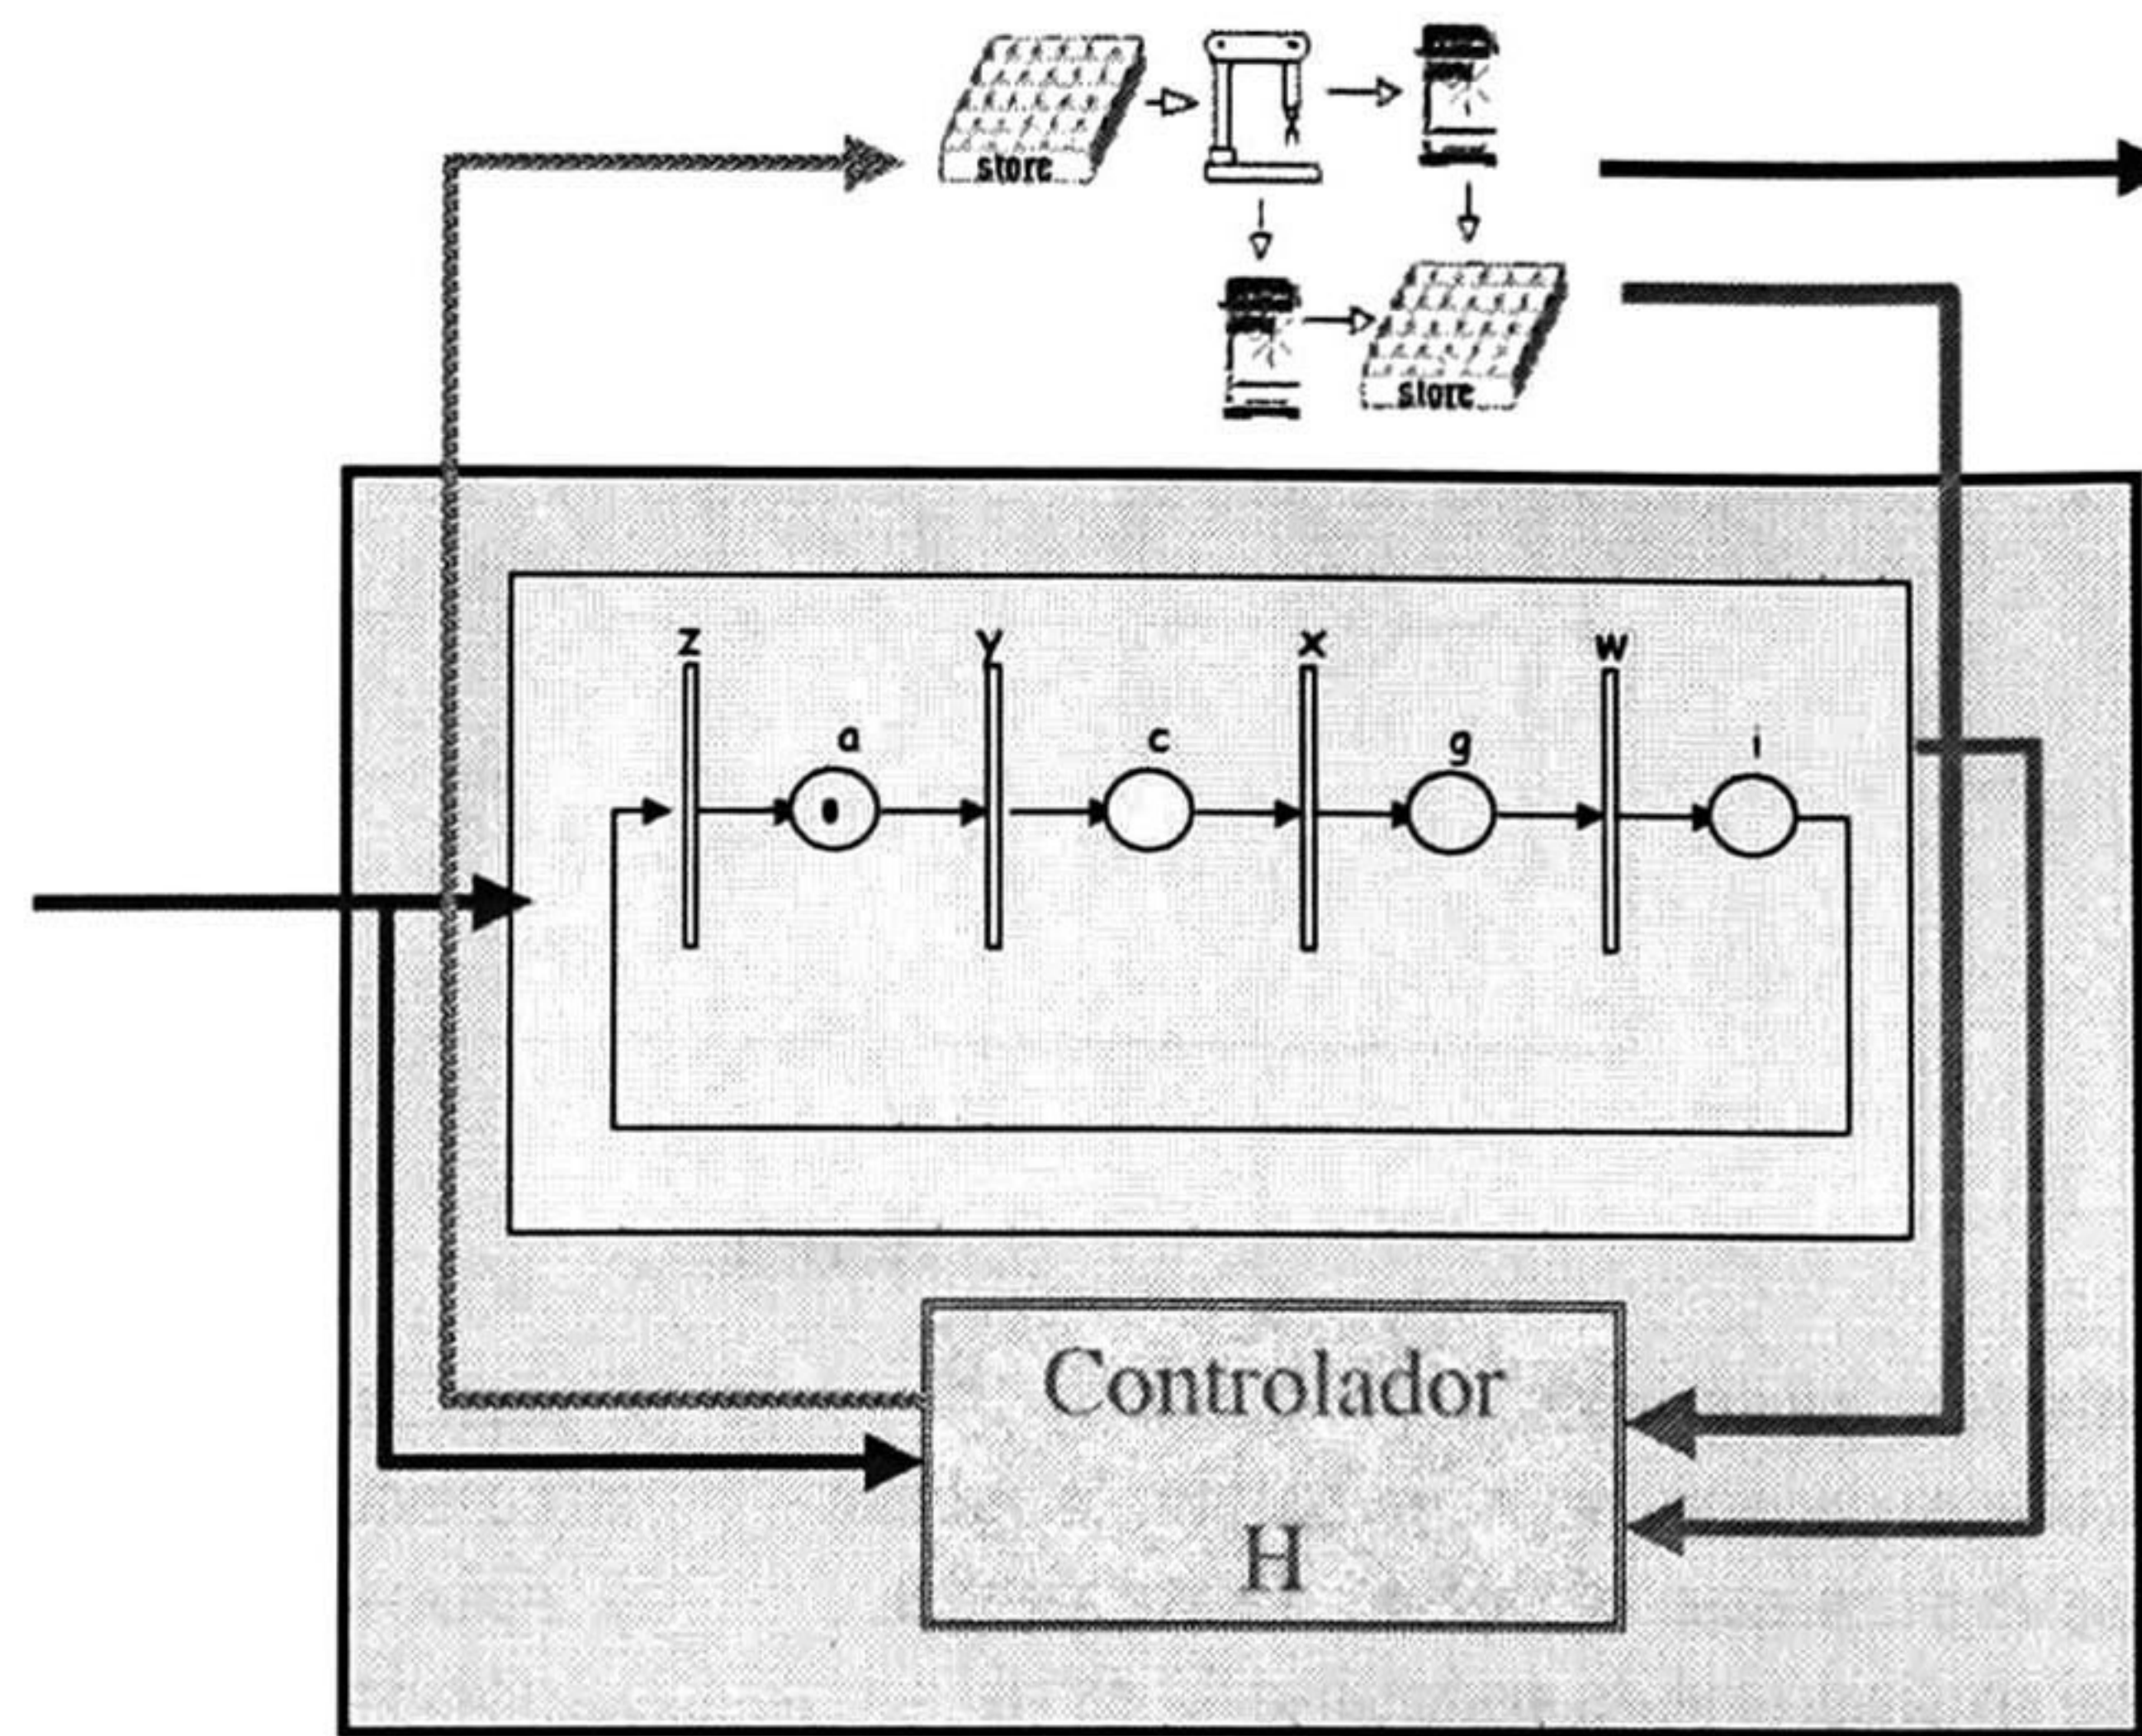 store
store
z y x w
a c g i
Controlador
H